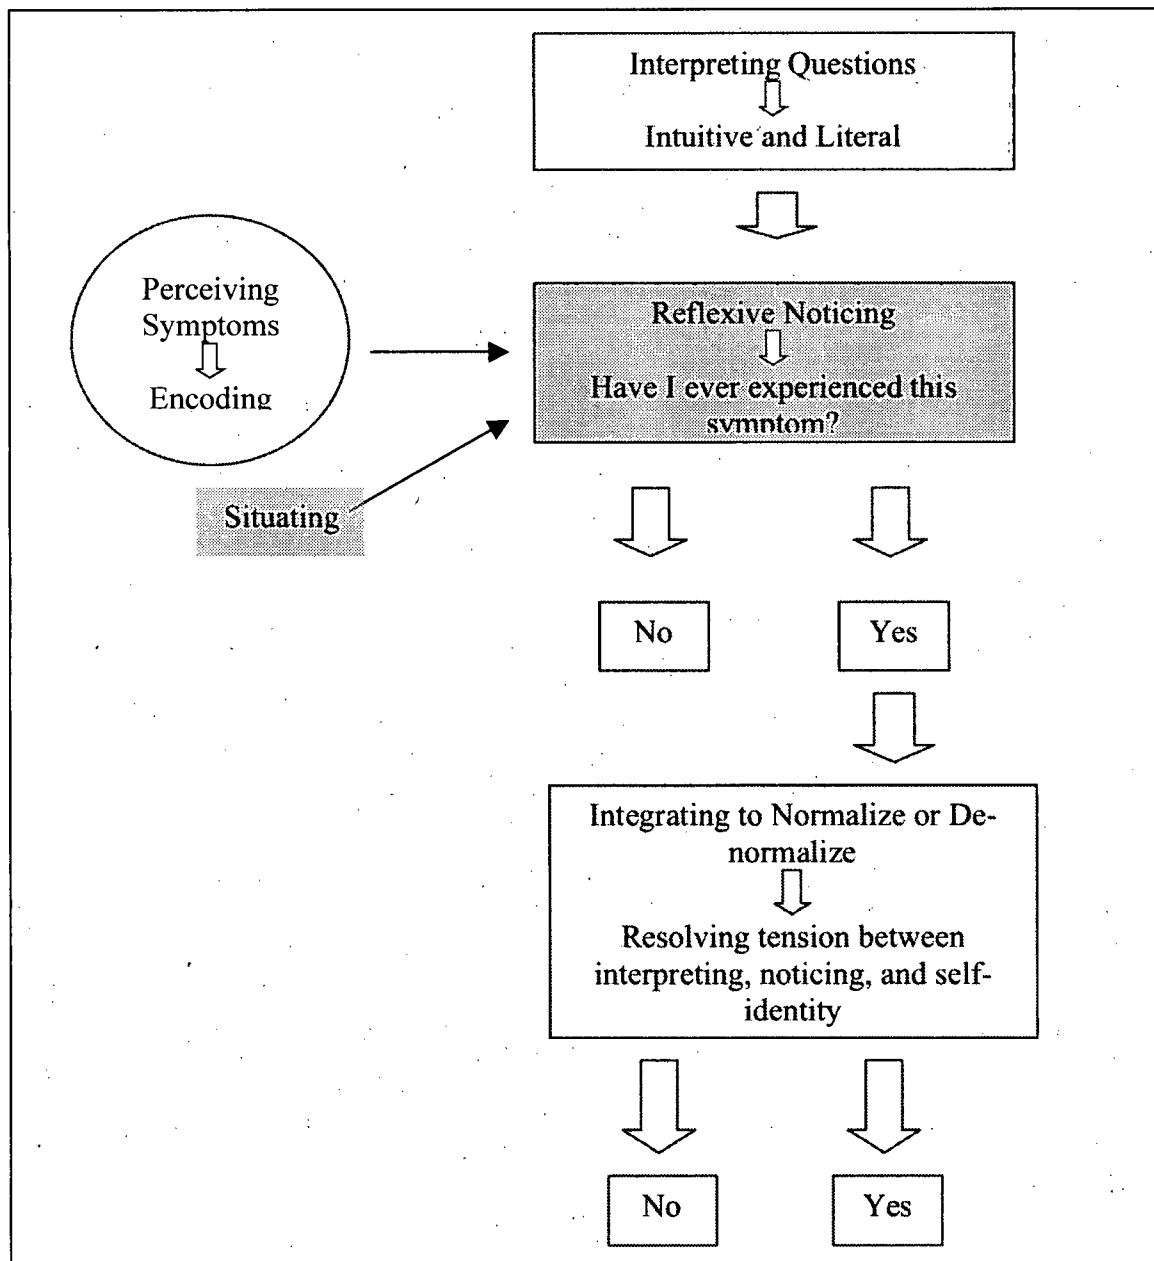 Interpreting Questions
Intuitive and Literal
Perceiving
Symptoms
Encoding
Reflexive Noticing
Have I ever experienced this
symptom?
Situating
No
Yes
Integrating to Normalize or De-
normalize
Resolving tension between
interpreting, noticing, and self-
identity
No
Yes